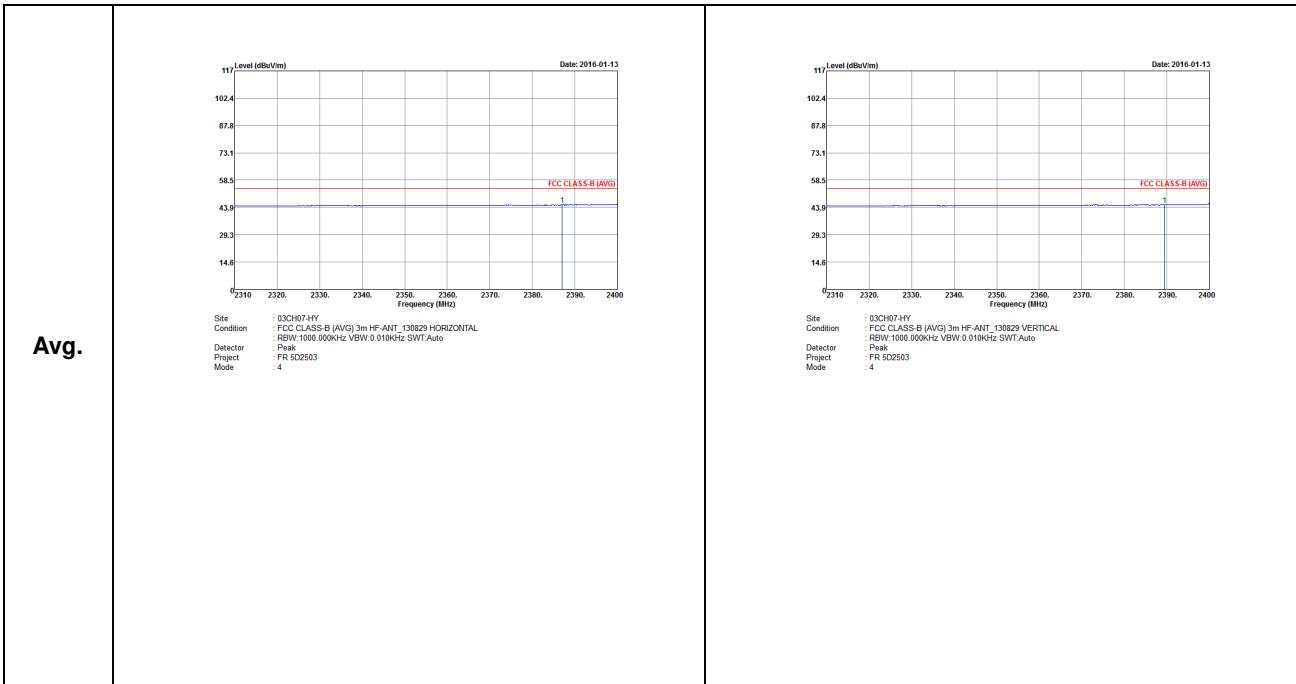 Avg.
Level (dBuV/m) Date: 2016-01-13
117
102.4
87.8
73.1
58.5
FCC CLASS-B (AVG)
1
43.9
29.3
14.6
0
2310 2320. 2330. 2340. 2350. 2360. 2370. 2380. 2390. 2400
Frequency (MHz)
Site : 03CH07-HY
Condition : FCC CLASS-B (AVG) 3m HF-ANT_130829 HORIZONTAL
: RBW:1000.000KHz VBW:0.010KHz SWT:Auto
Detector : Peak
Project : FR 5D2503
Mode : 4
Level (dBuV/m) Date: 2016-01-13
117
102.4
87.8
73.1
58.5
FCC CLASS-B (AVG)
1
43.9
29.3
14.6
0
2310 2320. 2330. 2340. 2350. 2360. 2370. 2380. 2390. 2400
Frequency (MHz)
Site : 03CH07-HY
Condition : FCC CLASS-B (AVG) 3m HF-ANT_130829 VERTICAL
: RBW:1000.000KHz VBW:0.010KHz SWT:Auto
Detector : Peak
Project : FR 5D2503
Mode : 4